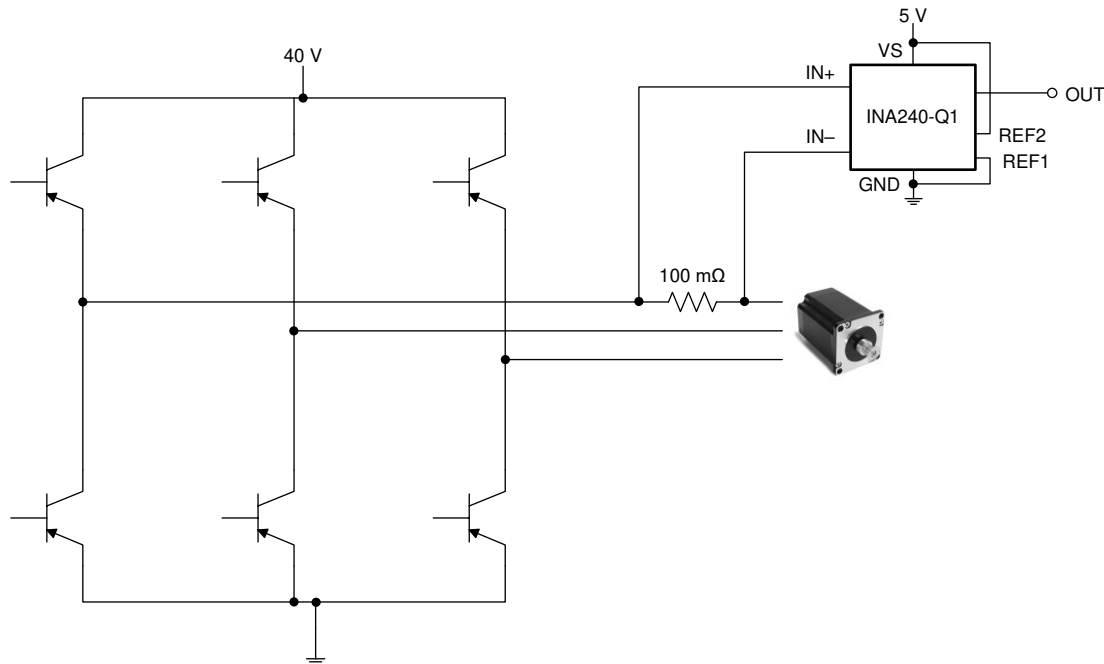 5 V
VS
40 V
IN+
OUT
INA240-Q1
IN–
REF2
REF1
GND
100 mΩ